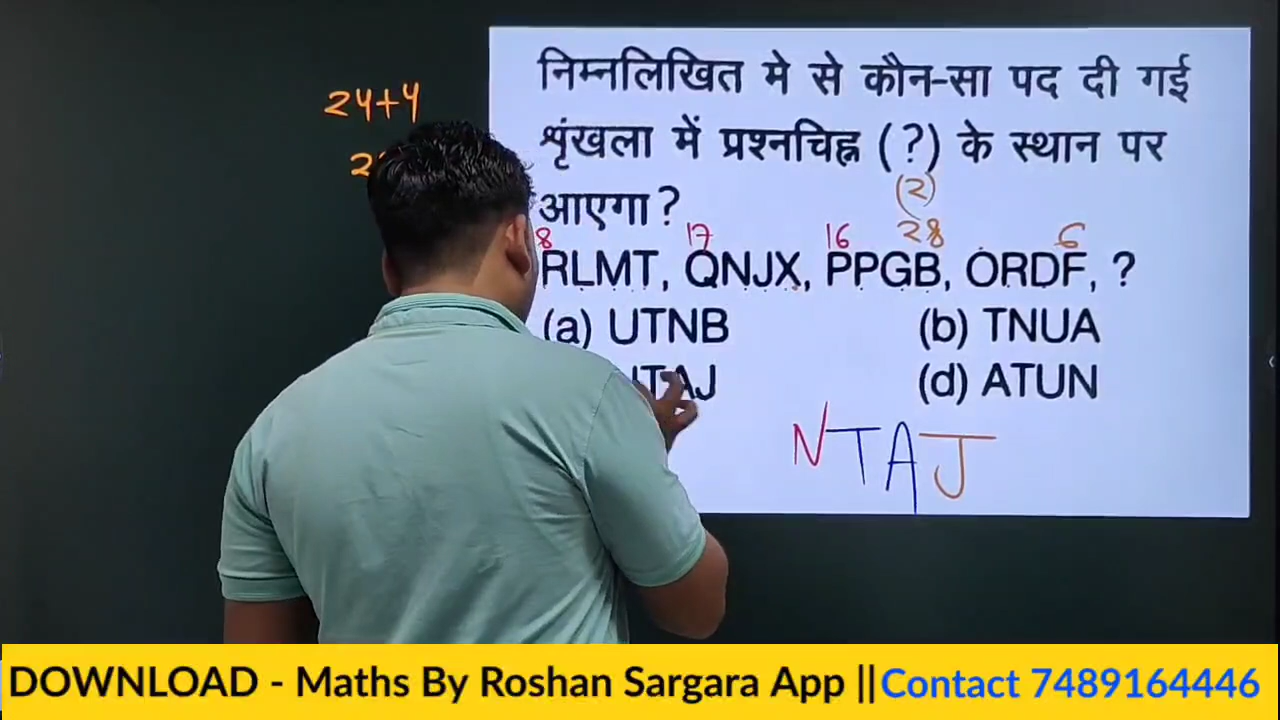 24+4
निम्नलिखित मे से कौन-सा पद दी गई
शृंखला में प्रश्नचिह्न (?) के स्थान पर
(2)
आएगा?
8 17 16 28 6
RLMT, QNJX, PPGB, ORDF, ?
(a) UTNB (b) TNUA
TAJ (d) ATUN
NTAJ
DOWNLOAD - Maths By Roshan Sargara App || Contact 7489164446